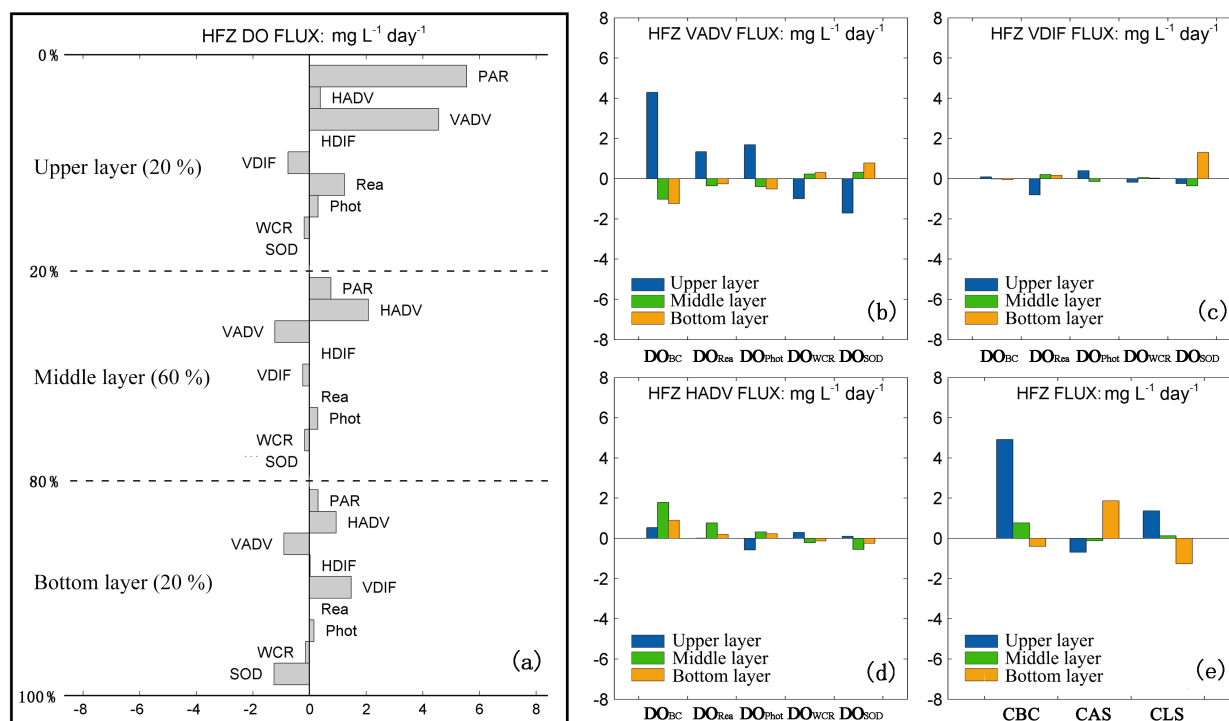 HFZ DO FLUX: mg L⁻¹ day⁻¹
0%
PAR
HADV
VADV
HDIF
VDIF
Upper layer (20 %)
Rea
Phot
WCR
SOD
20%
PAR
HADV
VADV
HDIF
VDIF
Middle layer (60 %)
Rea
Phot
WCR
SOD
80%
PAR
HADV
VADV
HDIF
Bottom layer (20 %)
VDIF
Rea
Phot
WCR
SOD
(a)
100%
-8 -6 -4 -2 0 2 4 6 8
HFZ VADV FLUX: mg L⁻¹ day⁻¹
8
6
4
2
0
-2
-4
-6
-8
Upper layer
Middle layer
Bottom layer
(b)
DOBC DORea DOPhot DOWCR DOSOD
HFZ VDIF FLUX: mg L⁻¹ day⁻¹
8
6
4
2
0
-2
-4
-6
-8
Upper layer
Middle layer
Bottom layer
(c)
DOBC DORea DOPhot DOWCR DOSOD
HFZ HADV FLUX: mg L⁻¹ day⁻¹
8
6
4
2
0
-2
-4
-6
-8
Upper layer
Middle layer
Bottom layer
(d)
DOBC DORea DOPhot DOWCR DOSOD
HFZ FLUX: mg L⁻¹ day⁻¹
8
6
4
2
0
-2
-4
-6
-8
Upper layer
Middle layer
Bottom layer
(e)
CBC CAS CLS